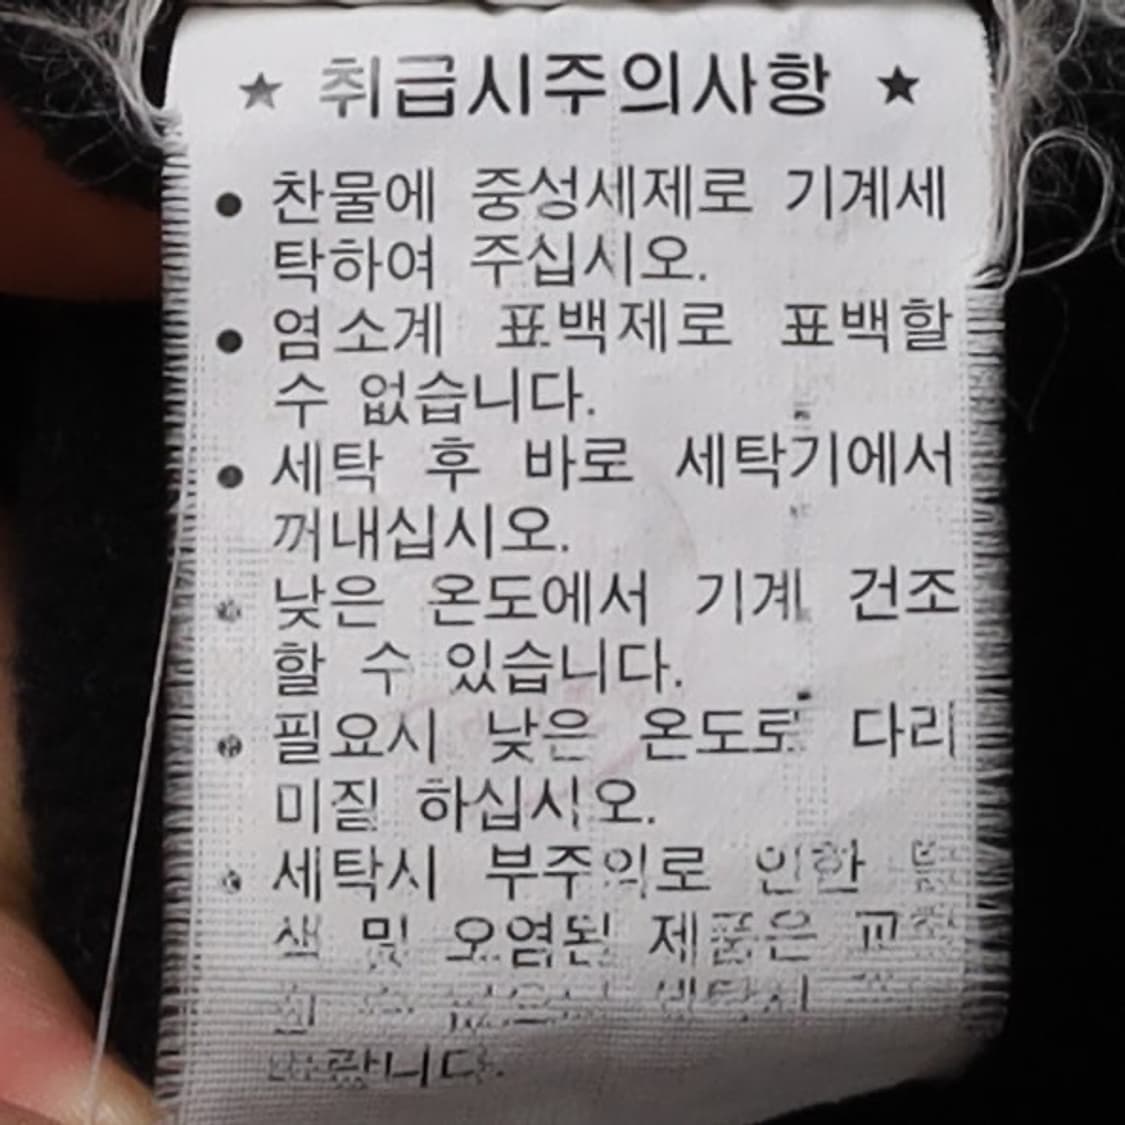 ★ 취급시주의사항 ★
● 찬물에 중성세제로 기계세
탁하여 주십시오.
● 염소계 표백제로 표백할
수 없습니다.
● 세탁 후 바로 세탁기에서
꺼내십시오.
● 낮은 온도에서 기계 건조
할 수 있습니다.
● 필요시 낮은 온도로 다리
미질 하십시오.
● 세탁시 부주의로 인한
색 및 오염된 제품은
바랍니다.